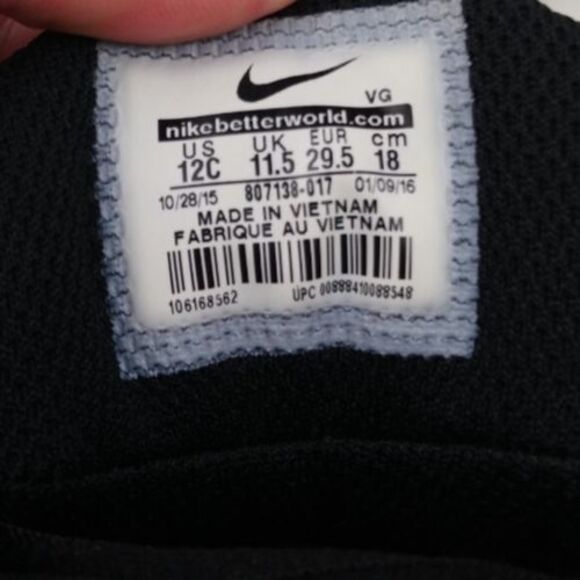 VG
nikebetterworld.com
US UK EUR cm
12C 11.5 29.5 18
10/28/15 807138-017 01/09/16
MADE IN VIETNAM
FABRIQUE AU VIETNAM
106168562 UPC 00888410088548